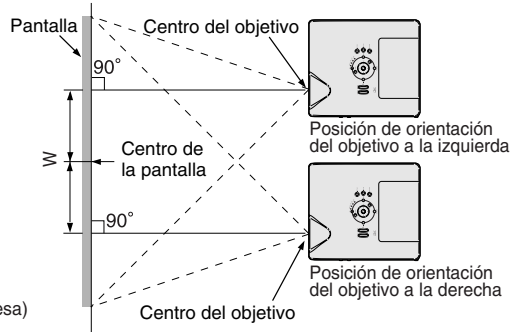 Pantalla
Centro del objetivo
90°
Posición de orientación
del objetivo a la izquierda
W
Centro de
la pantalla
90°
Posición de orientación
del objetivo a la derecha
esa)
Centro del objetivo